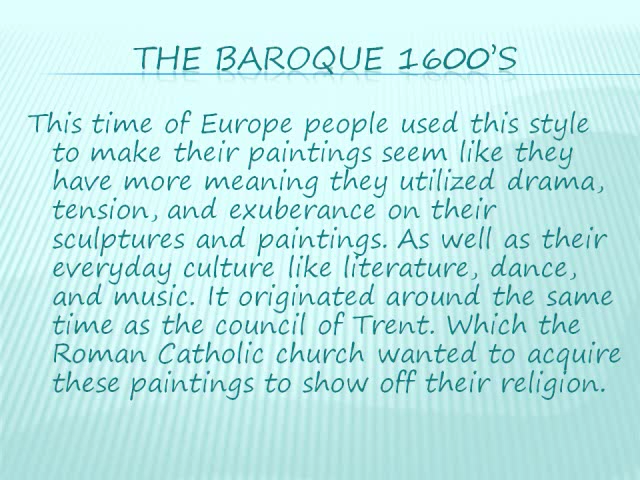 THE BAROQUE 1600’S
This time of Europe people used this style
to make their paintings seem like they
have more meaning they utilized drama,
tension, and exuberance on their
sculptures and paintings. As well as their
everyday culture like literature, dance,
and music. It originated around the same
time as the council of Trent. Which the
Roman Catholic church wanted to acquire
these paintings to show off their religion.